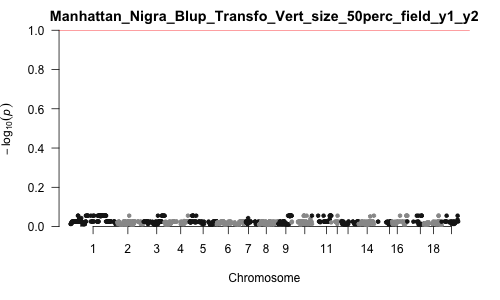 Manhattan_Nigra_Blup_Transfo_Vert_size_50perc_field_y1_y2
1.0
0.8
0.6
0.4
0.2
0.0
− log₁₀(p)
1 2 3 4 5 6 7 8 9 11 14 16 18
Chromosome